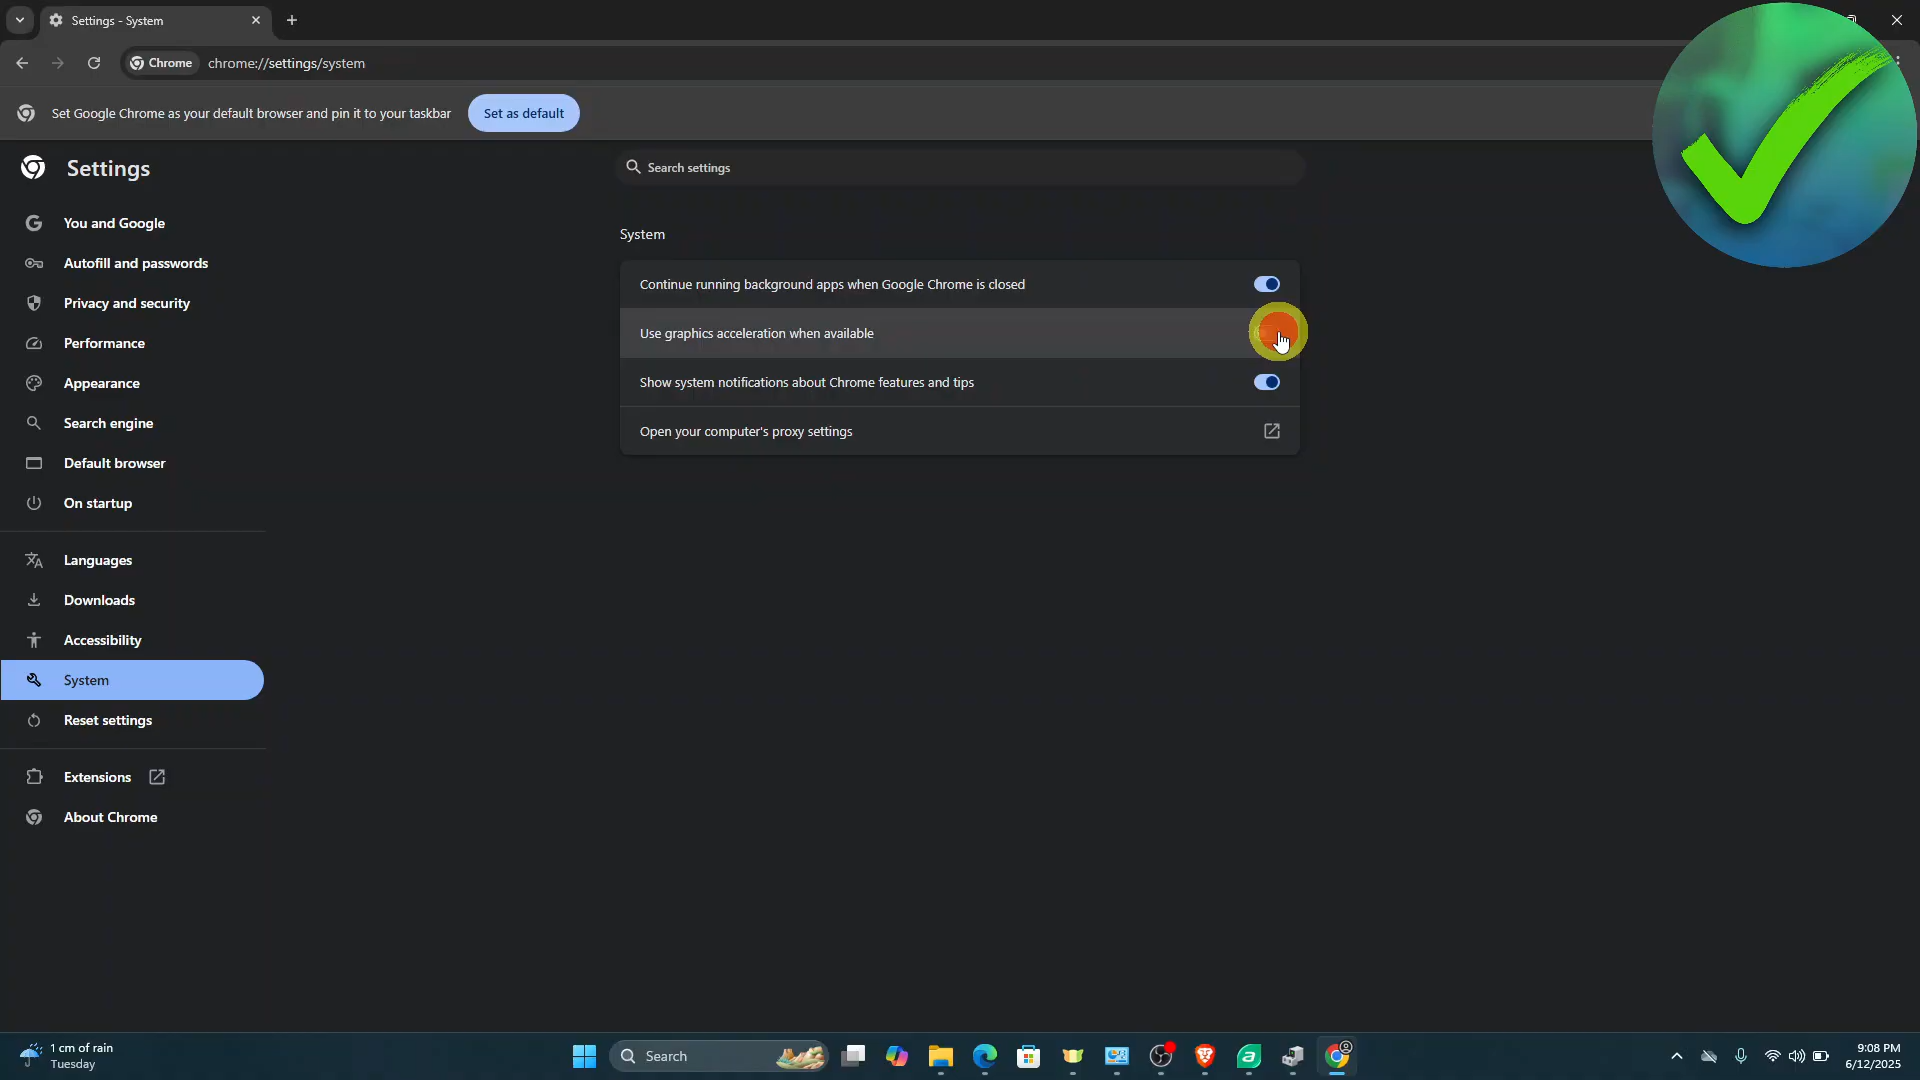 Settings - System
Chrome
chrome://settings/system
Set Google Chrome as your default browser and pin it to your taskbar
Set as default
Settings
Search settings
You and Google
Autofill and passwords
Privacy and security
Performance
Appearance
Search engine
Default browser
On startup
Languages
Downloads
Accessibility
System
Reset settings
Extensions
About Chrome
System
Continue running background apps when Google Chrome is closed
Use graphics acceleration when available
Show system notifications about Chrome features and tips
Open your computer's proxy settings
1 cm of rain
Tuesday
Search
9:08 PM
6/12/2025